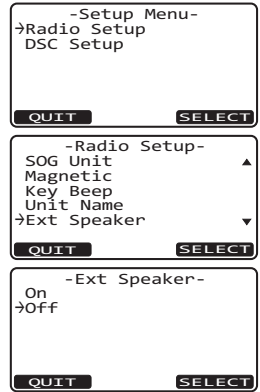 -Setup Menu-
→Radio Setup
DSC Setup
QUIT SELECT
-Radio Setup-
SOG Unit ▲
Magnetic
Key Beep
Unit Name
→Ext Speaker ▼
QUIT SELECT
-Ext Speaker-
On
→Off
QUIT SELECT